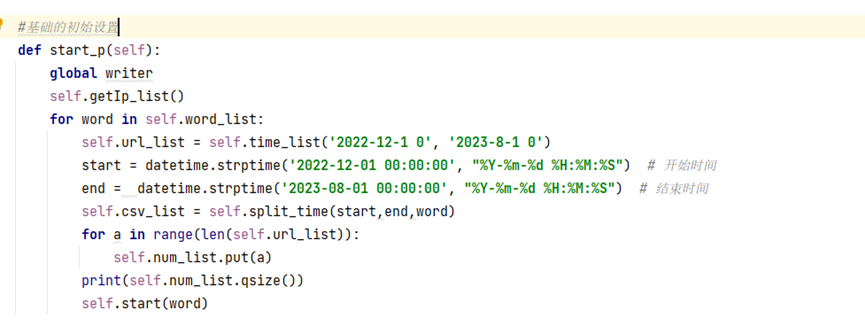 #基础的初始设置
def start_p(self):
    global writer
    self.getIp_list()
    for word in self.word_list:
        self.url_list = self.time_list('2022-12-1 0', '2023-8-1 0')
        start = datetime.strptime('2022-12-01 00:00:00', "%Y-%m-%d %H:%M:%S")  # 开始时间
        end =  datetime.strptime('2023-08-01 00:00:00', "%Y-%m-%d %H:%M:%S")  # 结束时间
        self.csv_list = self.split_time(start,end,word)
        for a in range(len(self.url_list)):
            self.num_list.put(a)
        print(self.num_list.qsize())
        self.start(word)